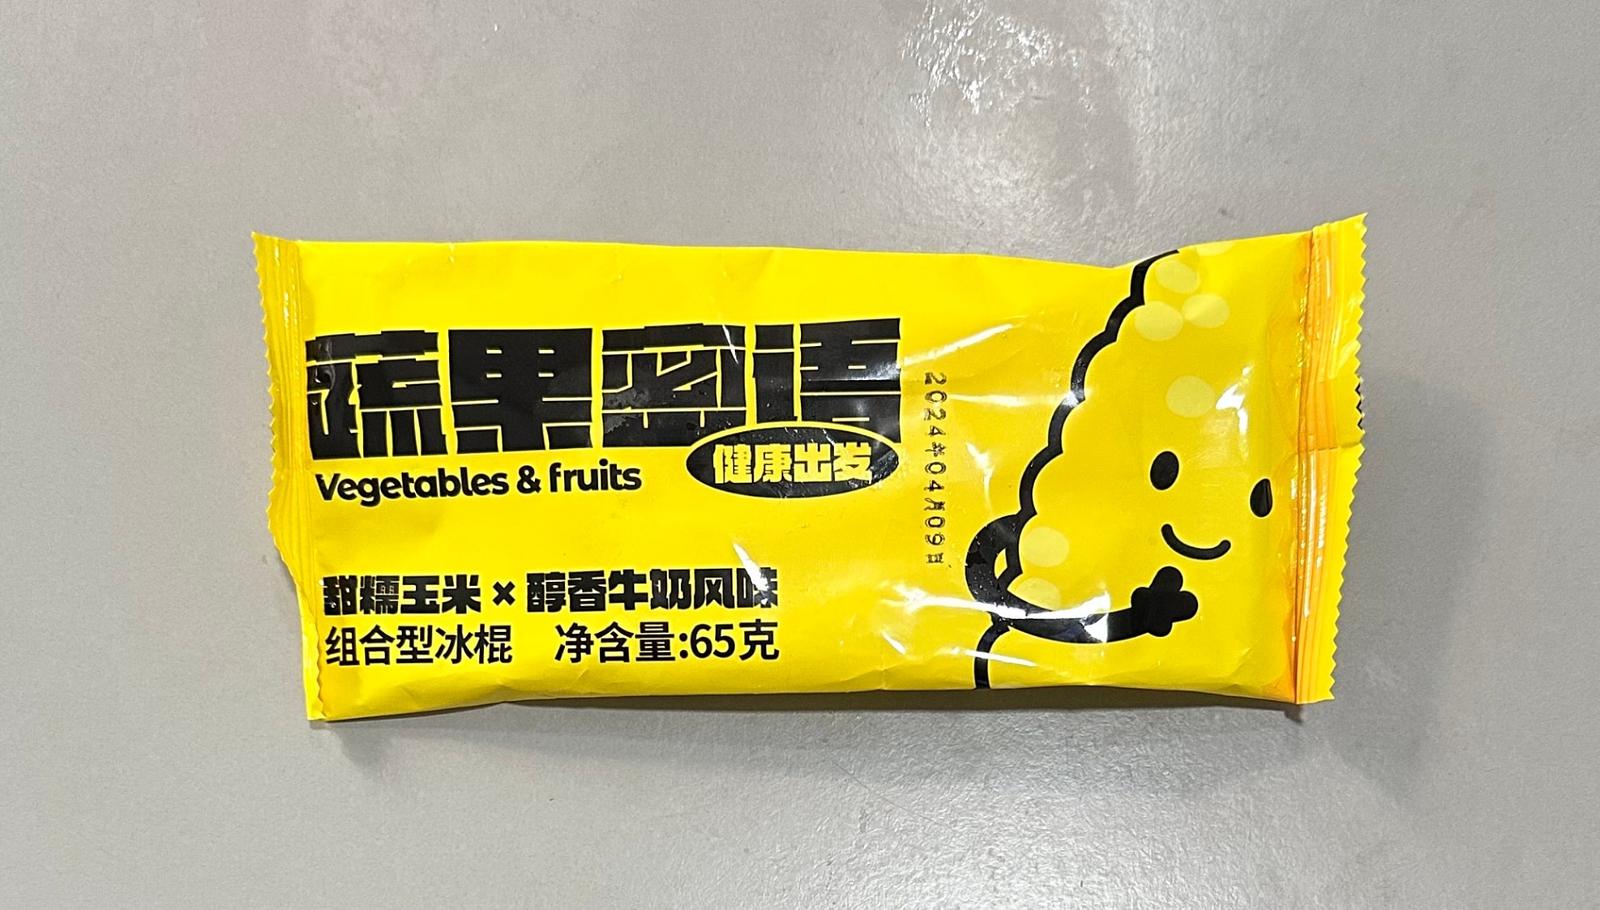 蔬果密语
Vegetables & fruits
健康出发
甜糯玉米 × 醇香牛奶风味
组合型冰棍 净含量:65克
2024年04月09日